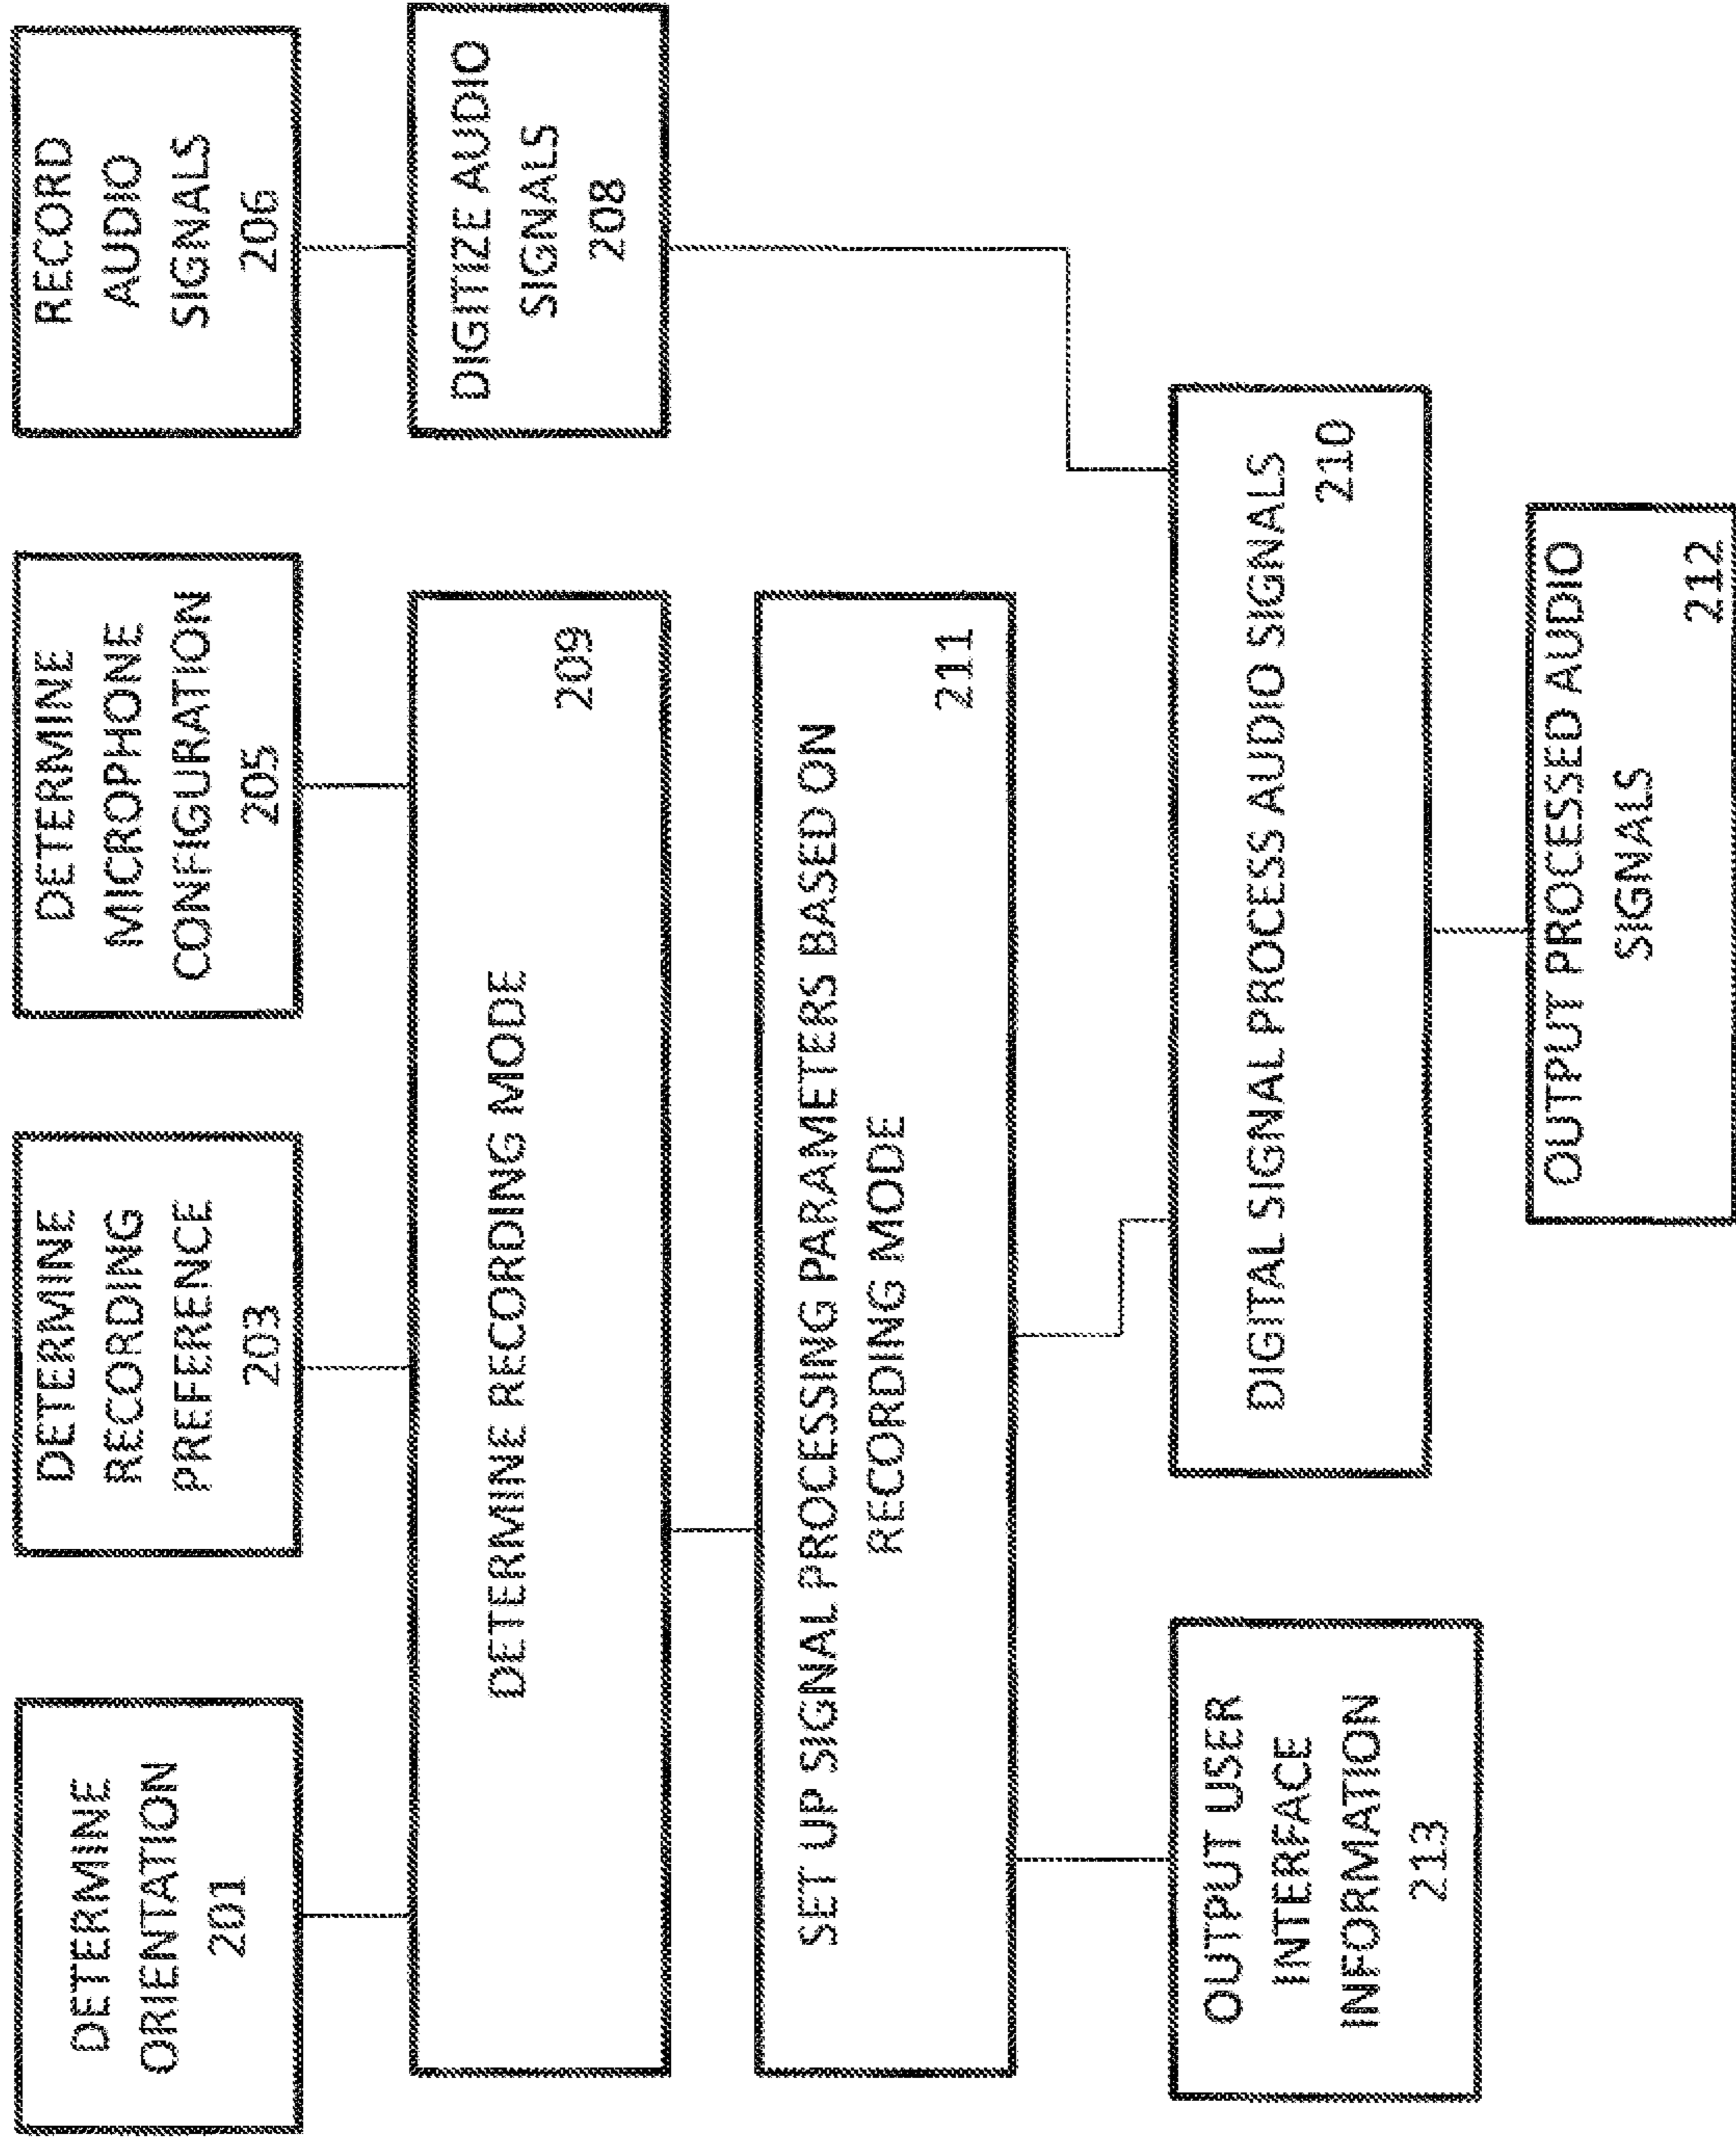 DETERMINE
ORIENTATION
201
DETERMINE
RECORDING
PREFERENCE
203
DETERMINE
MICROPHONE
CONFIGURATION
205
RECORD
AUDIO
SIGNALS
206
DETERMINE RECORDING MODE
209
DIGITIZE AUDIO
SIGNALS
208
SET UP SIGNAL PROCESSING PARAMETERS BASED ON
RECORDING MODE
211
OUTPUT USER
INTERFACE
INFORMATION
213
DIGITAL SIGNAL PROCESS AUDIO SIGNALS
210
OUTPUT PROCESSED AUDIO
SIGNALS
212